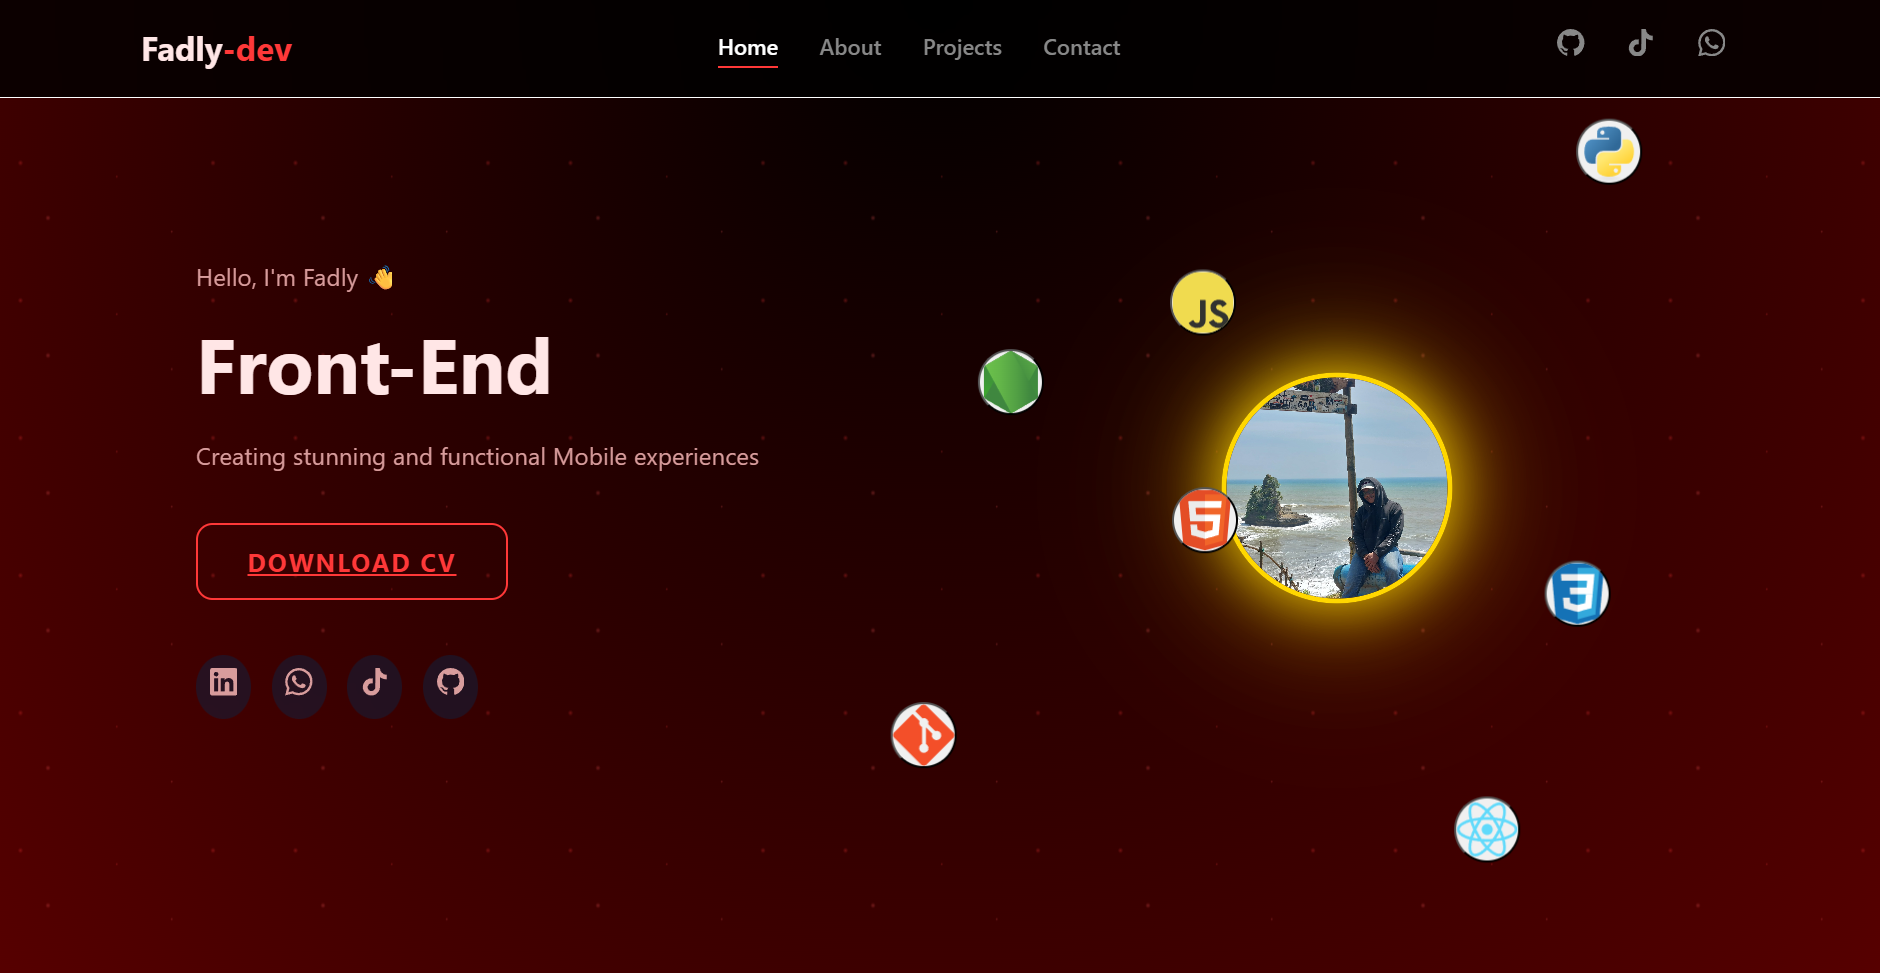 Fadly-dev
Home About Projects Contact
Hello, I'm Fadly 👋
Front-End
Creating stunning and functional Mobile experiences
DOWNLOAD CV
JS